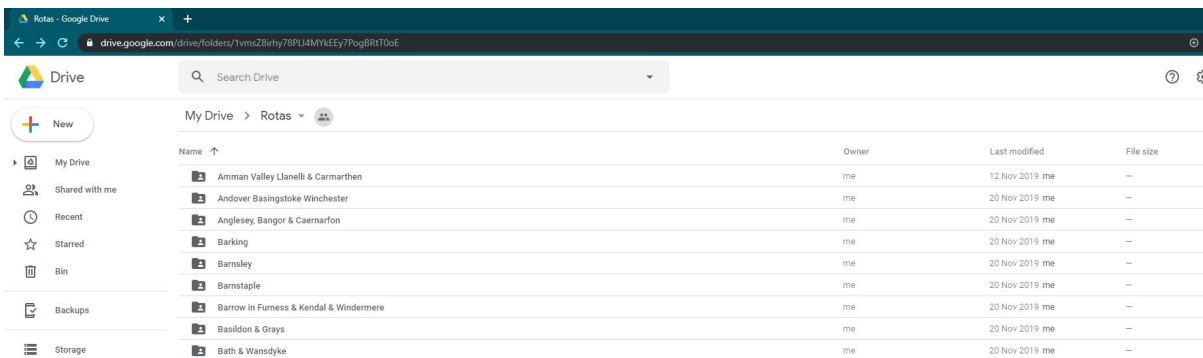 Rotas - Google Drive
drive.google.com/drive/folders/1vmsZ8irhy78PLI4MYkEEy7PogBRtT0oE
Drive
Search Drive
New
My Drive > Rotas
Name Owner Last modified File size
My Drive
Shared with me
Recent
Starred
Bin
Backups
Storage
Amman Valley Llanelli & Carmarthen me 12 Nov 2019 me –
Andover Basingstoke Winchester me 20 Nov 2019 me –
Anglesey, Bangor & Caernarfon me 20 Nov 2019 me –
Barking me 20 Nov 2019 me –
Barnsley me 20 Nov 2019 me –
Barnstaple me 20 Nov 2019 me –
Barrow in Furness & Kendal & Windermere me 20 Nov 2019 me –
Basildon & Grays me 20 Nov 2019 me –
Bath & Wansdyke me 20 Nov 2019 me –